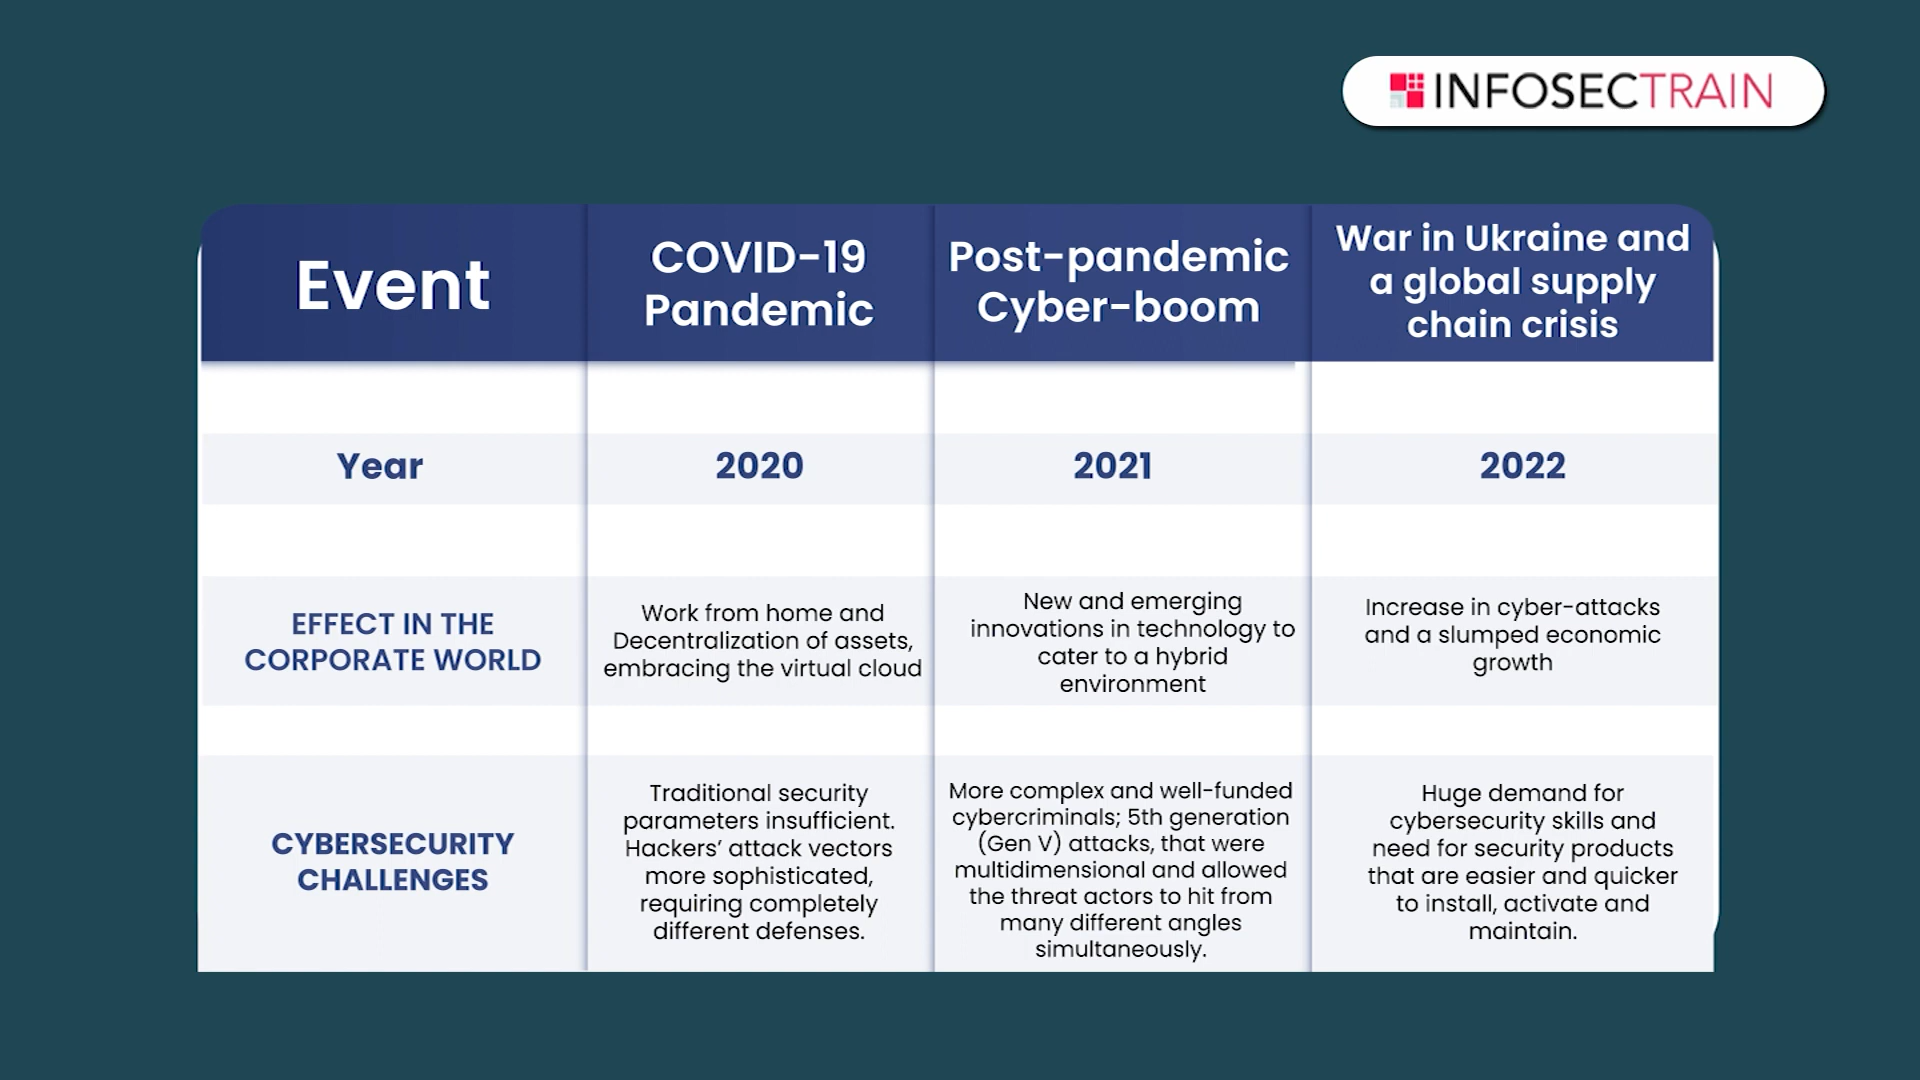 INFOSECTRAIN
Event
COVID-19
Pandemic
Post-pandemic
Cyber-boom
War in Ukraine and
a global supply
chain crisis
Year
2020
2021
2022
EFFECT IN THE
CORPORATE WORLD
Work from home and
Decentralization of assets,
embracing the virtual cloud
New and emerging
innovations in technology to
cater to a hybrid
environment
Increase in cyber-attacks
and a slumped economic
growth
CYBERSECURITY
CHALLENGES
Traditional security
parameters insufficient.
Hackers’ attack vectors
more sophisticated,
requiring completely
different defenses.
More complex and well-funded
cybercriminals; 5th generation
(Gen V) attacks, that were
multidimensional and allowed
the threat actors to hit from
many different angles
simultaneously.
Huge demand for
cybersecurity skills and
need for security products
that are easier and quicker
to install, activate and
maintain.